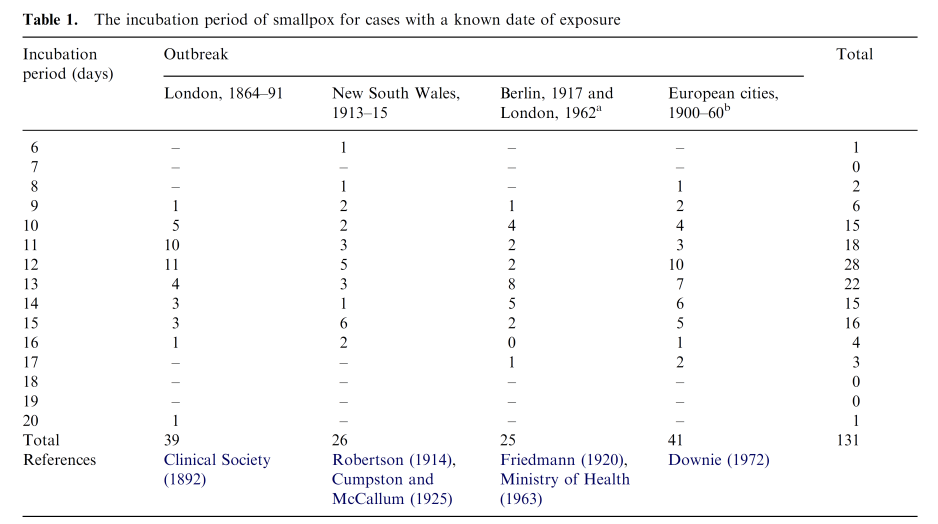 Table 1. The incubation period of smallpox for cases with a known date of exposure
Incubation period (days) Outbreak Total
London, 1864–91 New South Wales, 1913–15 Berlin, 1917 and London, 1962a European cities, 1900–60b
6 – 1 – – 1
7 – – – – 0
8 – 1 – 1 2
9 1 2 1 2 6
10 5 2 4 4 15
11 10 3 2 3 18
12 11 5 2 10 28
13 4 3 8 7 22
14 3 1 5 6 15
15 3 6 2 5 16
16 1 2 0 1 4
17 – – 1 2 3
18 – – – – 0
19 – – – – 0
20 1 – – – 1
Total 39 26 25 41 131
References Clinical Society (1892) Robertson (1914), Cumpston and McCallum (1925) Friedmann (1920), Ministry of Health (1963) Downie (1972)